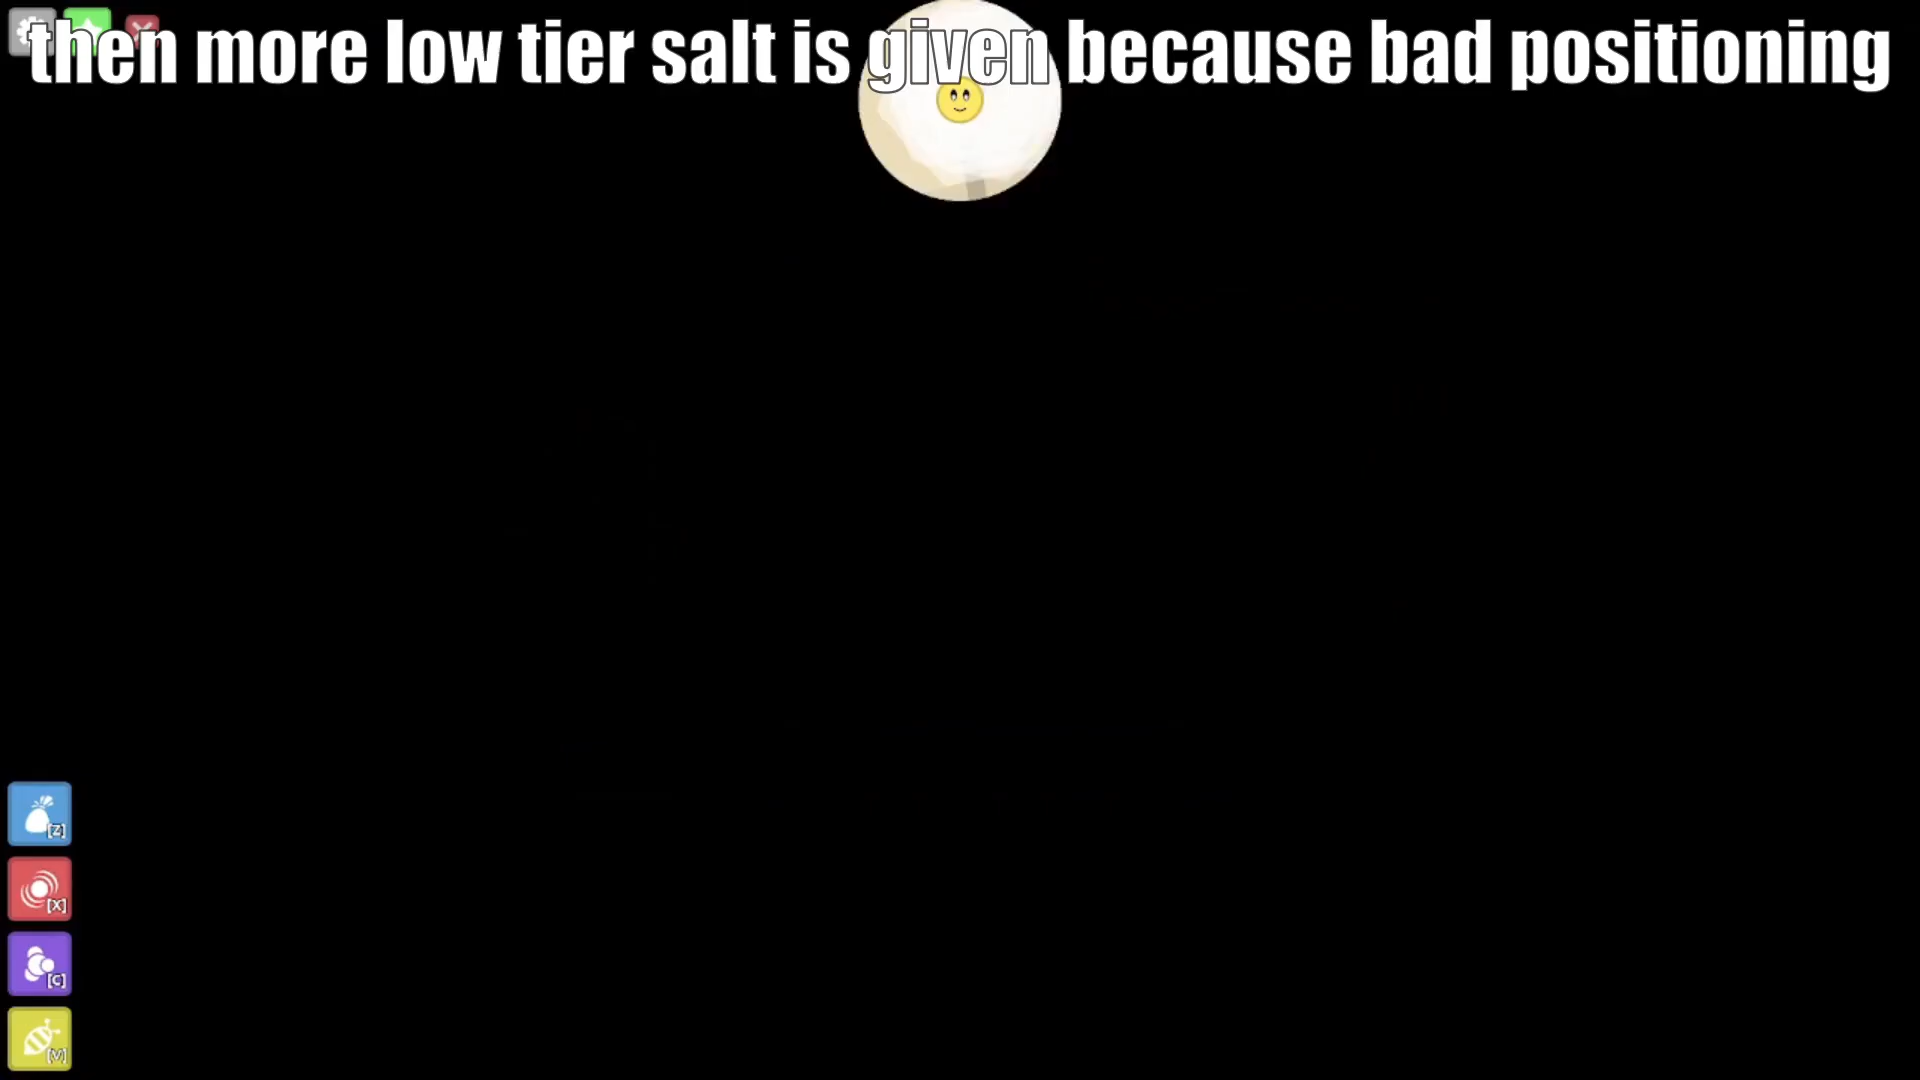 then more low tier salt is given because bad positioning
[Z]
[X]
[C]
[V]